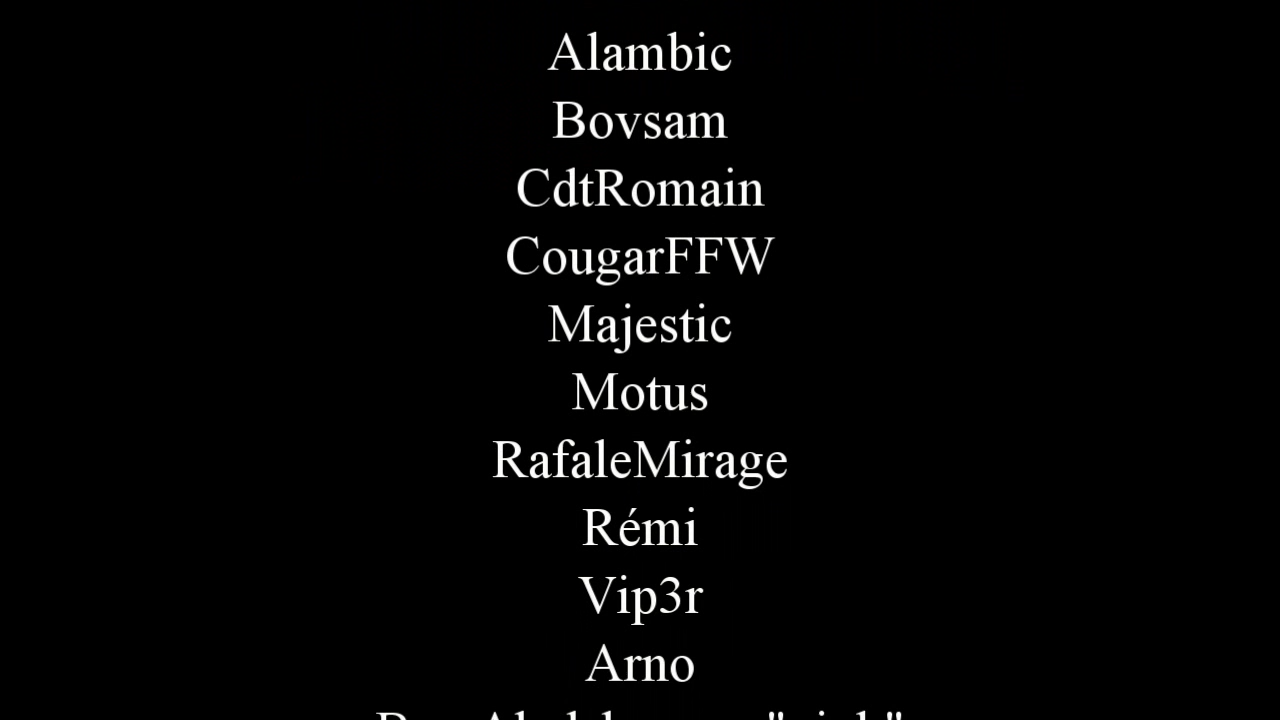 Alambic
Bovsam
CdtRomain
CougarFFW
Majestic
Motus
RafaleMirage
Rémi
Vip3r
Arno